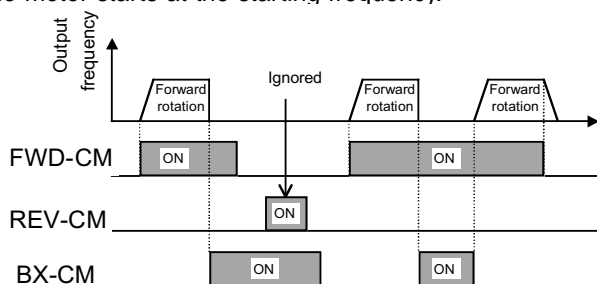 the motor starts at the starting frequency).
Output frequency
Ignored
Forward rotation
Forward rotation
Forward rotation
FWD-CM
ON
ON
REV-CM
ON
BX-CM
ON
ON